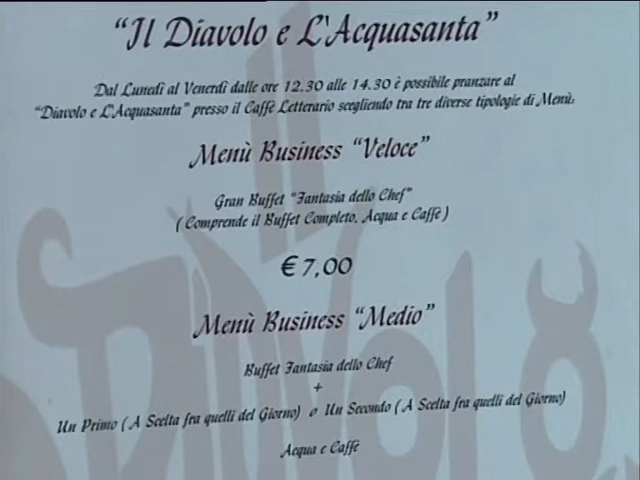 "Il Diavolo e L'Acquasanta"
Dal Lunedì al Venerdì dalle ore 12.30 alle 14.30 è possibile pranzare al
"Diavolo e L'Acquasanta" presso il Caffè Letterario scegliendo tra tre diverse tipologie di Menù:
Menù Business "Veloce"
Gran Buffet "Fantasia dello Chef"
( Comprende il Buffet Completo, Acqua e Caffè )
€ 7,00
Menù Business "Medio"
Buffet Fantasia dello Chef
+
Un Primo ( A Scelta fra quelli del Giorno) o Un Secondo ( A Scelta fra quelli del Giorno)
Acqua e Caffè